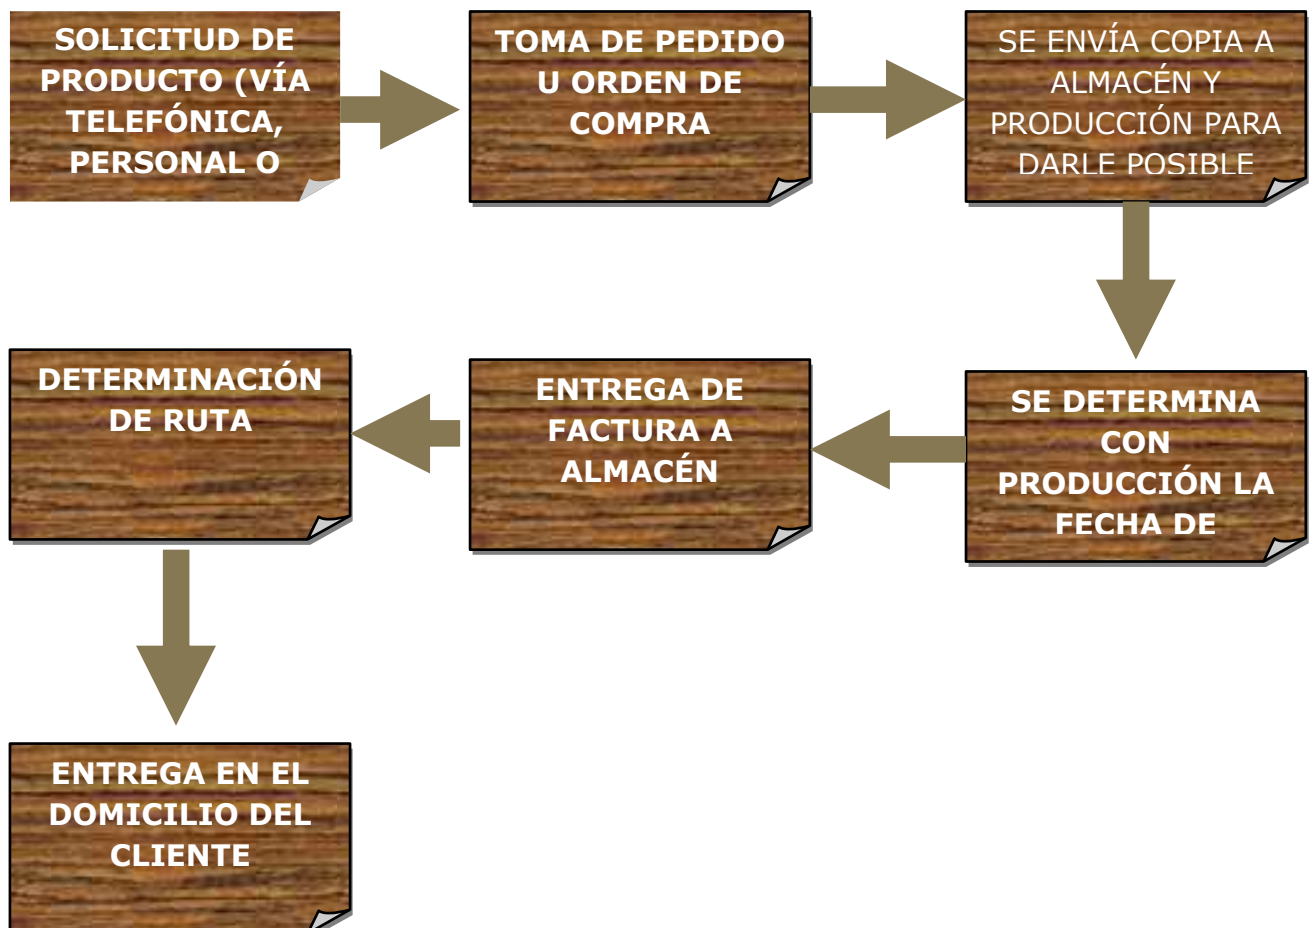 SOLICITUD DE
PRODUCTO (VÍA
TELEFÓNICA,
PERSONAL O
TOMA DE PEDIDO
U ORDEN DE
COMPRA
SE ENVÍA COPIA A
ALMACÉN Y
PRODUCCIÓN PARA
DARLE POSIBLE
SE DETERMINA
CON
PRODUCCIÓN LA
FECHA DE
ENTREGA DE
FACTURA A
ALMACÉN
DETERMINACIÓN
DE RUTA
ENTREGA EN EL
DOMICILIO DEL
CLIENTE